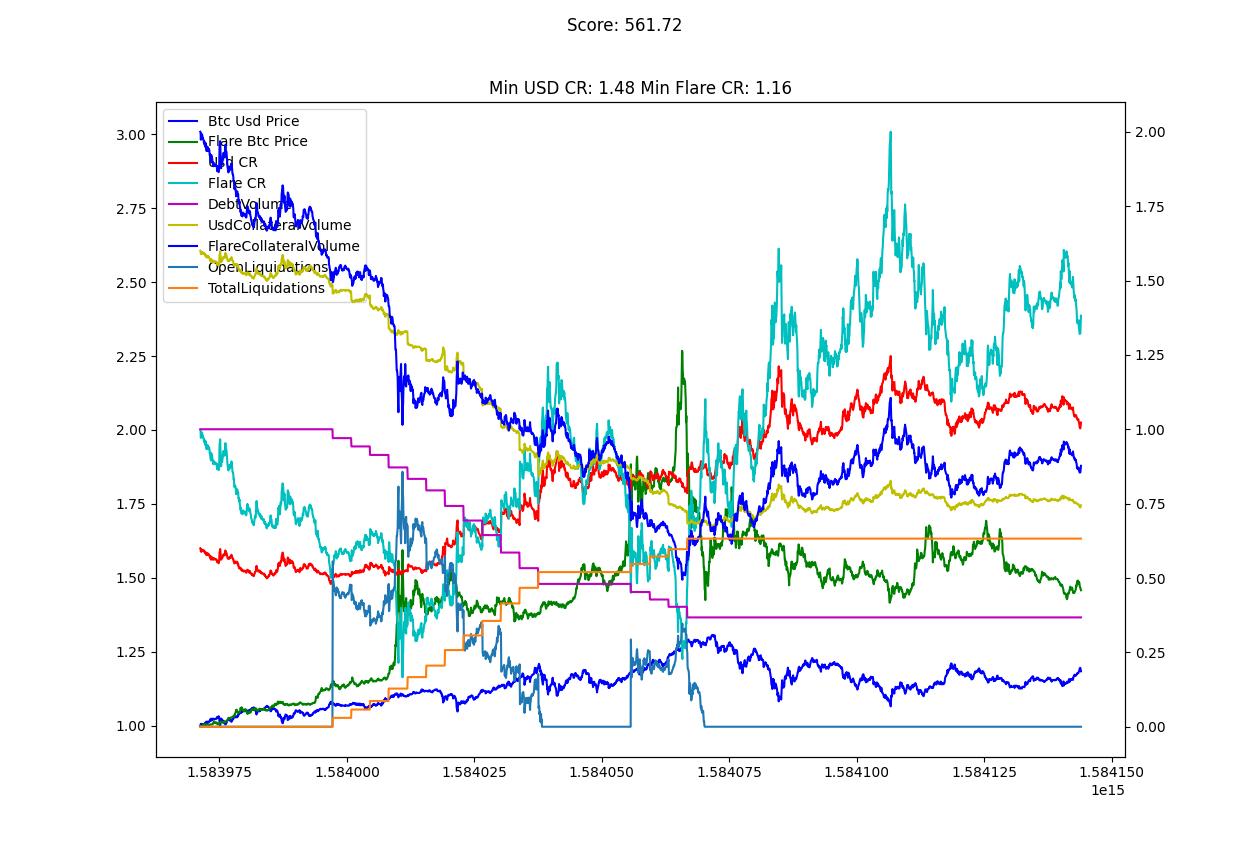 Score: 561.72
Min USD CR: 1.48 Min Flare CR: 1.16
Btc Usd Price
Flare Btc Price
Usd CR
Flare CR
DebtVolume
UsdCollateralVolume
FlareCollateralVolume
OpenLiquidations
TotalLiquidations
3.00
2.75
2.50
2.25
2.00
1.75
1.50
1.25
1.00
2.00
1.75
1.50
1.25
1.00
0.75
0.50
0.25
0.00
1.583975 1.584000 1.584025 1.584050 1.584075 1.584100 1.584125 1.584150
1e15